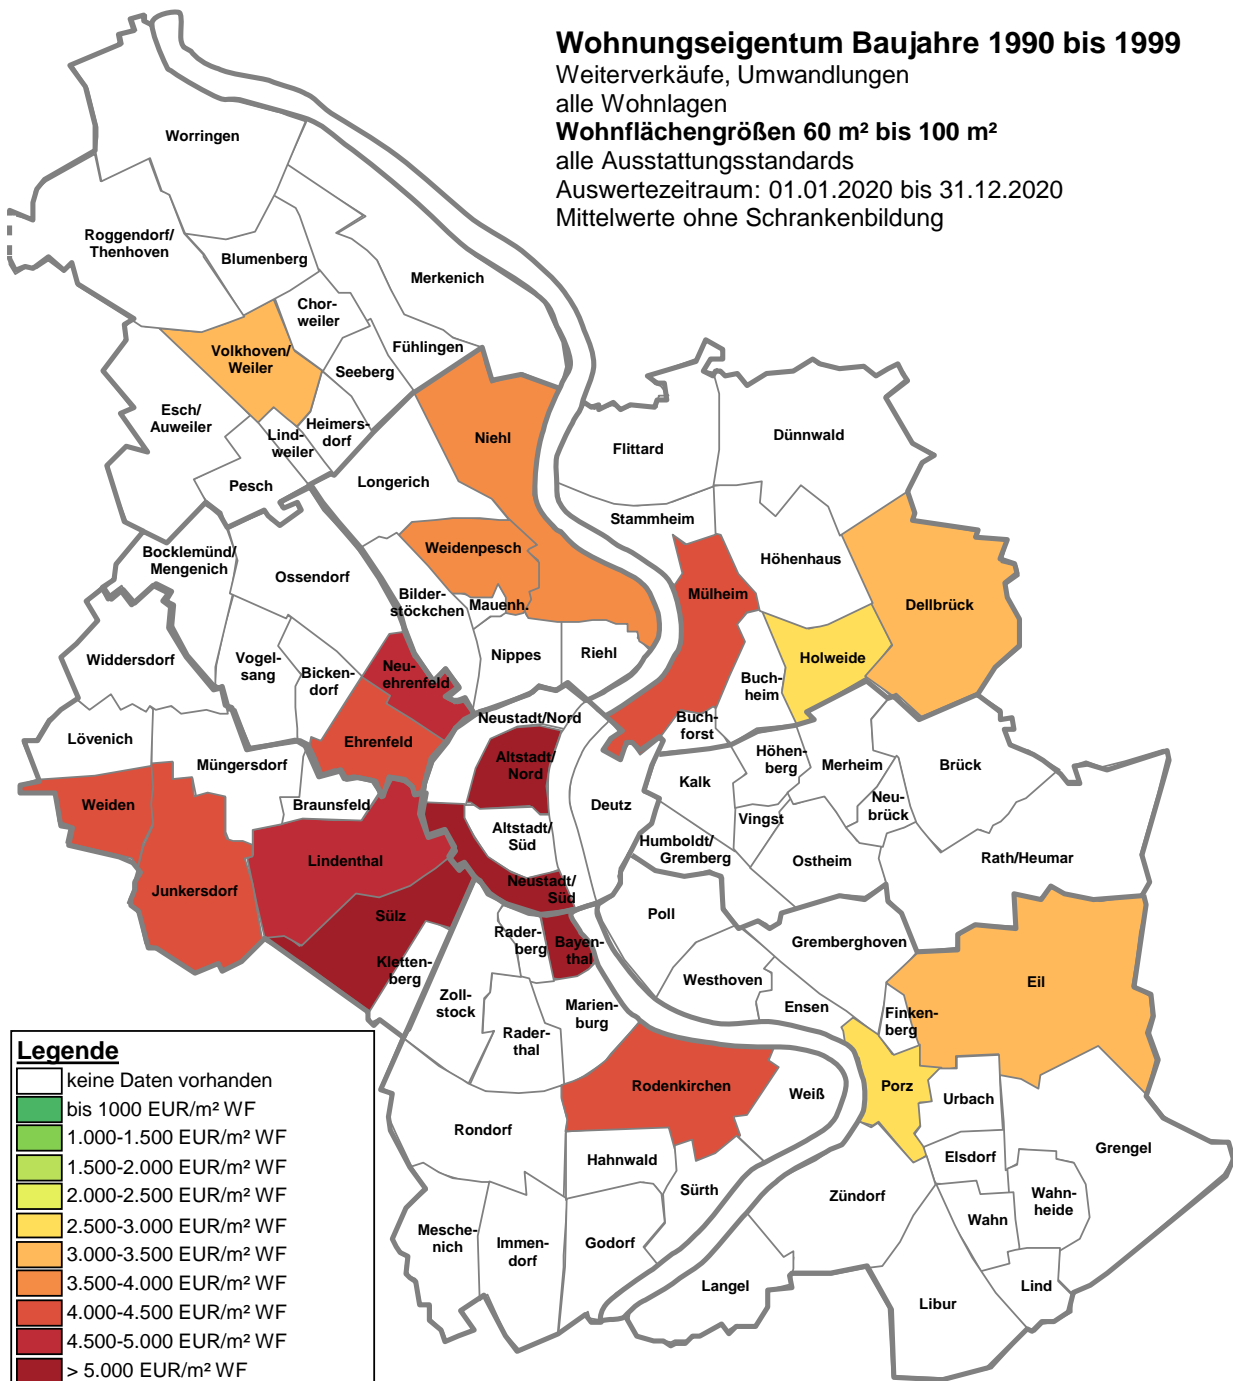 Wohnungseigentum Baujahre 1990 bis 1999
Weiterverkäufe, Umwandlungen
alle Wohnlagen
Wohnflächengrößen 60 m² bis 100 m²
alle Ausstattungsstandards
Auswertezeitraum: 01.01.2020 bis 31.12.2020
Mittelwerte ohne Schrankenbildung
Worringen
Roggendorf/
Thenhoven
Blumenberg
Merkenich
Chor-
weiler
Fühlingen
Volkhoven/
Weiler
Seeberg
Esch/
Auweiler
Lind-
weiler
Heimers-
dorf
Pesch
Niehl
Longerich
Flittard
Dünnwald
Stammheim
Höhenhaus
Bocklemünd/
Mengenich
Ossendorf
Weidenpesch
Bilder-
stöckchen
Mauenh.
Mülheim
Dellbrück
Widdersdorf
Vogel-
sang
Bicken-
dorf
Neu-
ehrenfeld
Nippes
Riehl
Buch-
heim
Holweide
Lövenich
Müngersdorf
Ehrenfeld
Neustadt/Nord
Buch-
forst
Altstadt/
Nord
Kalk
Höhen-
berg
Merheim
Brück
Weiden
Braunsfeld
Deutz
Vingst
Neu-
brück
Altstadt/
Süd
Humboldt/
Gremberg
Ostheim
Rath/Heumar
Junkersdorf
Lindenthal
Neustadt/
Süd
Sülz
Poll
Rader-
berg
Bayen-
thal
Gremberghoven
Kletten-
berg
Westhoven
Eil
Zoll-
stock
Marien-
burg
Ensen
Finken-
berg
Rader-
thal
Rodenkirchen
Weiß
Porz
Urbach
Rondorf
Hahnwald
Elsdorf
Grengel
Sürth
Zündorf
Wahn-
heide
Wahn
Mesche-
nich
Immen-
dorf
Godorf
Langel
Libur
Lind
Legende
keine Daten vorhanden
bis 1000 EUR/m² WF
1.000-1.500 EUR/m² WF
1.500-2.000 EUR/m² WF
2.000-2.500 EUR/m² WF
2.500-3.000 EUR/m² WF
3.000-3.500 EUR/m² WF
3.500-4.000 EUR/m² WF
4.000-4.500 EUR/m² WF
4.500-5.000 EUR/m² WF
> 5.000 EUR/m² WF